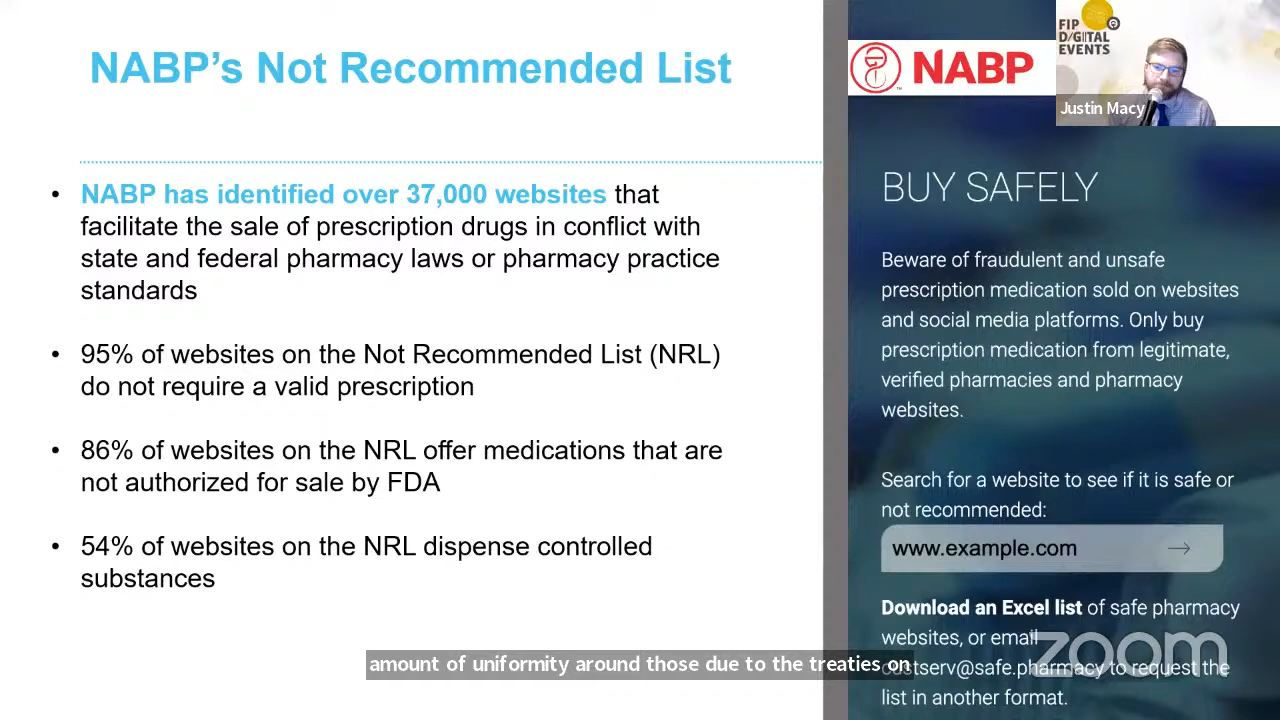 NABP's Not Recommended List
• NABP has identified over 37,000 websites that
facilitate the sale of prescription drugs in conflict with
state and federal pharmacy laws or pharmacy practice
standards
• 95% of websites on the Not Recommended List (NRL)
do not require a valid prescription
• 86% of websites on the NRL offer medications that are
not authorized for sale by FDA
• 54% of websites on the NRL dispense controlled
substances
NABP
FIP
D/G/TAL
EVENTS
Justin Macy
BUY SAFELY
Beware of fraudulent and unsafe
prescription medication sold on websites
and social media platforms. Only buy
prescription medication from legitimate,
verified pharmacies and pharmacy
websites.
Search for a website to see if it is safe or
not recommended:
www.example.com
Download an Excel list of safe pharmacy
websites, or email
custserv@safe.pharmacy to request the
list in another format.
zoom
amount of uniformity around those due to the treaties on